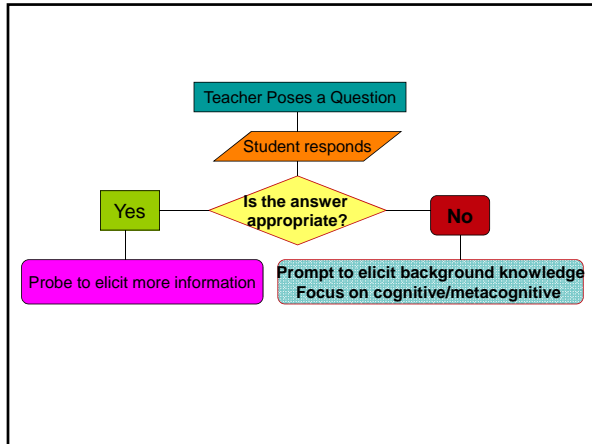 Teacher Poses a Question
Student responds
Is the answer
appropriate?
Yes
No
Probe to elicit more information
Prompt to elicit background knowledge
Focus on cognitive/metacognitive